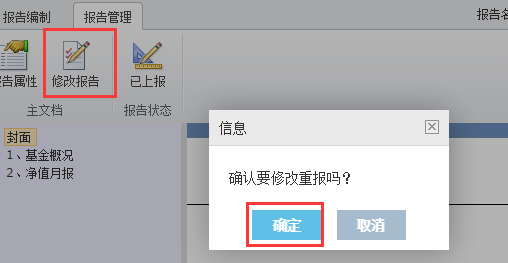 报告编制 报告管理 报告名
告属性 修改报告 已上报
主文档 报告状态
封面
1、基金概况
2、净值月报
信息
确认要修改重报吗？
确定 取消